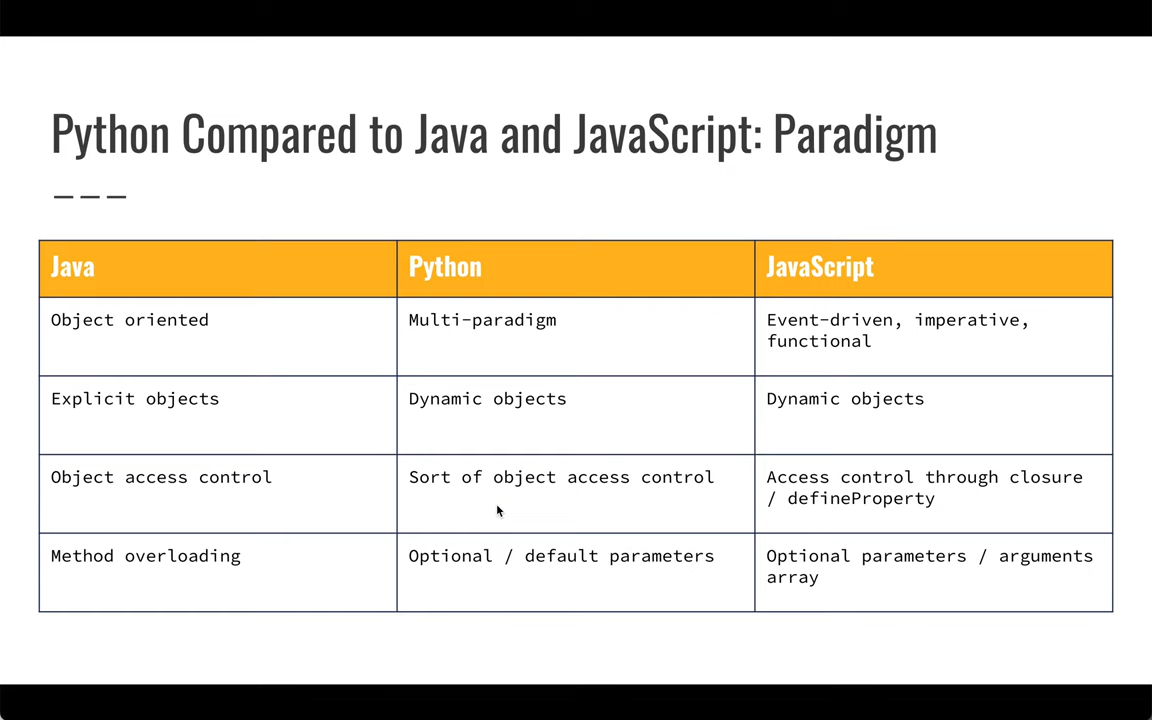 Python Compared to Java and JavaScript: Paradigm
Java
Python
JavaScript
Object oriented
Multi-paradigm
Event-driven, imperative,
functional
Explicit objects
Dynamic objects
Dynamic objects
Object access control
Sort of object access control
Access control through closure
/ defineProperty
Method overloading
Optional / default parameters
Optional parameters / arguments
array